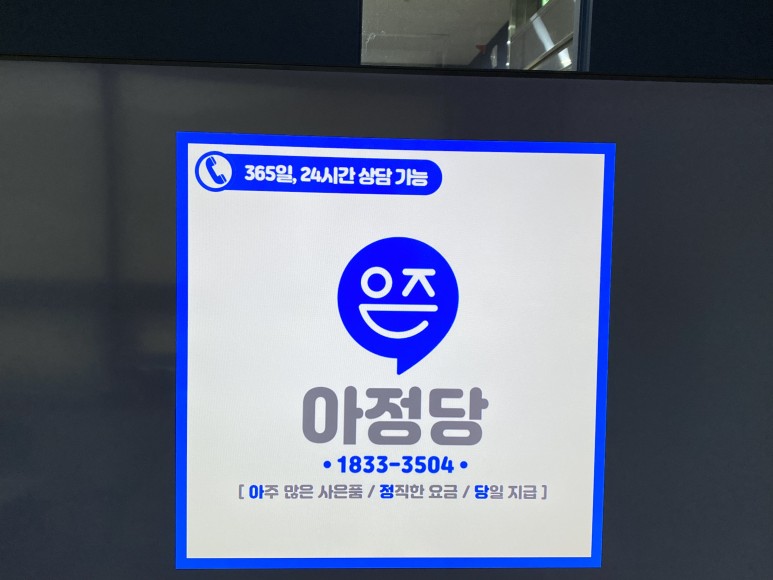 365일, 24시간 상담 가능
아정당
• 1833-3504 •
[ 아주 많은 사은품 / 정직한 요금 / 당일 지급 ]